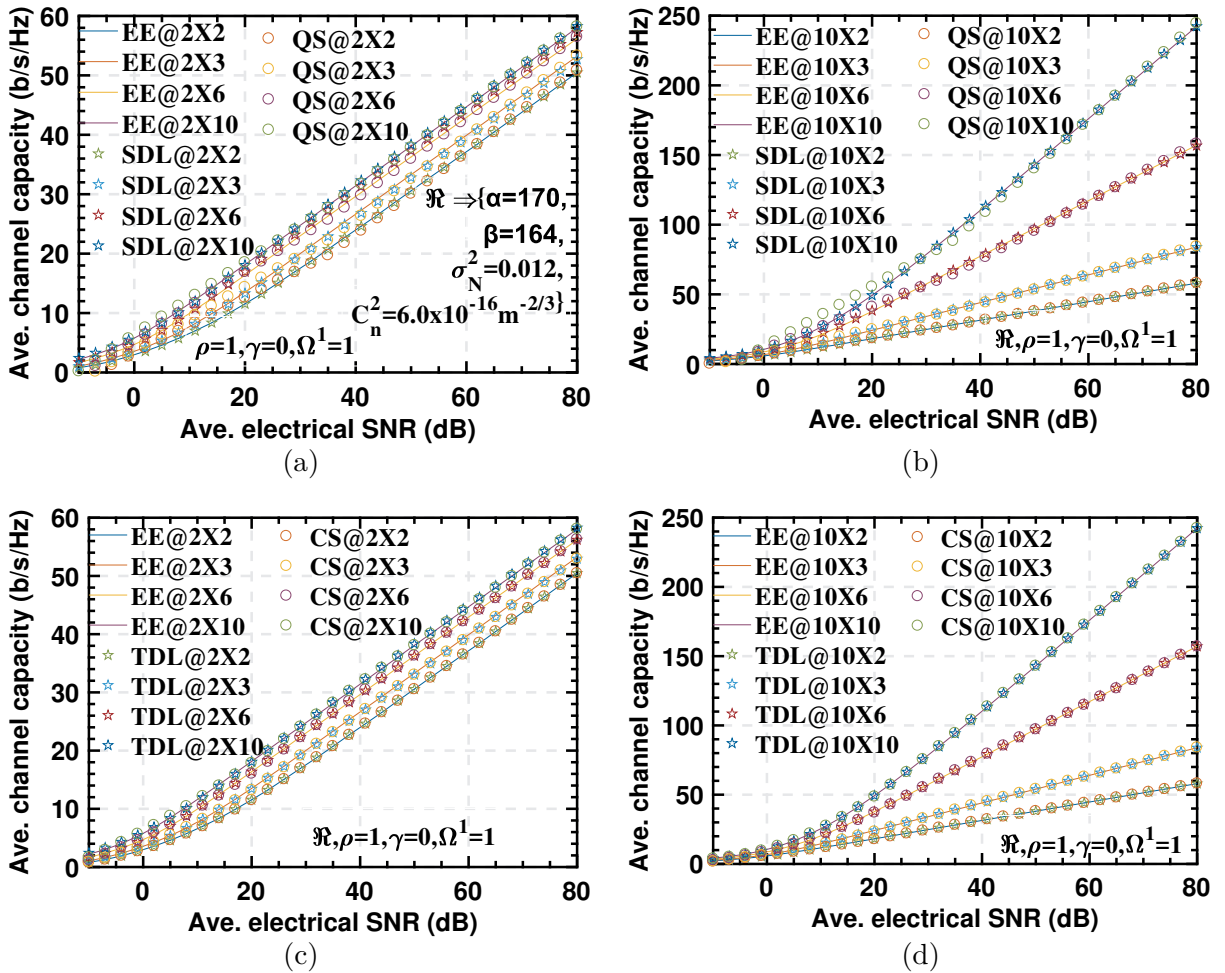 Ave. channel capacity (b/s/Hz)
60
50
40
30
20
10
0
EE@2X2
EE@2X3
EE@2X6
EE@2X10
SDL@2X2
SDL@2X3
SDL@2X6
SDL@2X10
QS@2X2
QS@2X3
QS@2X6
QS@2X10
ℜ ⇒{α=170,
β=164,
σ_N^2=0.012,
C_n^2=6.0x10^-16 m^-2/3}
ρ=1,γ=0,Ω^1=1
0 20 40 60 80
Ave. electrical SNR (dB)
(a)
Ave. channel capacity (b/s/Hz)
250
200
150
100
50
0
EE@10X2
EE@10X3
EE@10X6
EE@10X10
SDL@10X2
SDL@10X3
SDL@10X6
SDL@10X10
QS@10X2
QS@10X3
QS@10X6
QS@10X10
ℜ,ρ=1,γ=0,Ω^1=1
0 20 40 60 80
Ave. electrical SNR (dB)
(b)
Ave. channel capacity (b/s/Hz)
60
50
40
30
20
10
0
EE@2X2
EE@2X3
EE@2X6
EE@2X10
TDL@2X2
TDL@2X3
TDL@2X6
TDL@2X10
CS@2X2
CS@2X3
CS@2X6
CS@2X10
ℜ,ρ=1,γ=0,Ω^1=1
0 20 40 60 80
Ave. electrical SNR (dB)
(c)
Ave. channel capacity (b/s/Hz)
250
200
150
100
50
0
EE@10X2
EE@10X3
EE@10X6
EE@10X10
TDL@10X2
TDL@10X3
TDL@10X6
TDL@10X10
CS@10X2
CS@10X3
CS@10X6
CS@10X10
ℜ,ρ=1,γ=0,Ω^1=1
0 20 40 60 80
Ave. electrical SNR (dB)
(d)